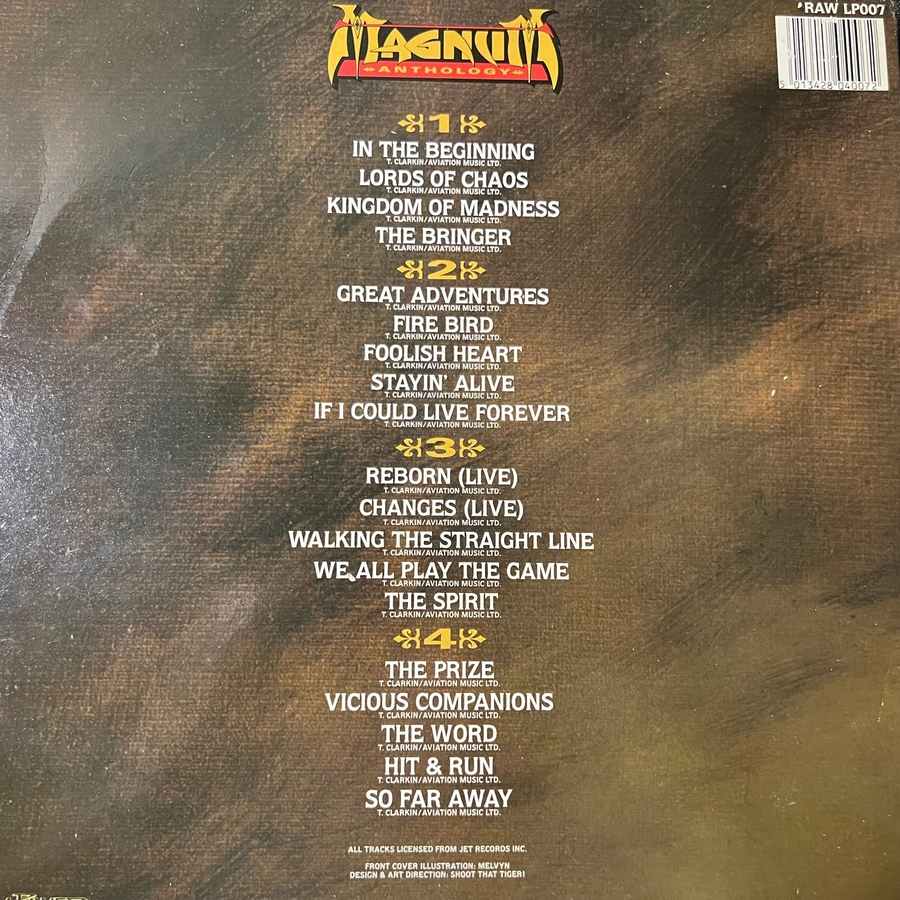 RAW LP007
MAGNUM
ANTHOLOGY
5 013428 040072
1
IN THE BEGINNING
T. CLARKIN/AVIATION MUSIC LTD.
LORDS OF CHAOS
T. CLARKIN/AVIATION MUSIC LTD.
KINGDOM OF MADNESS
T. CLARKIN/AVIATION MUSIC LTD.
THE BRINGER
T. CLARKIN/AVIATION MUSIC LTD.
2
GREAT ADVENTURES
T. CLARKIN/AVIATION MUSIC LTD.
FIRE BIRD
T. CLARKIN/AVIATION MUSIC LTD.
FOOLISH HEART
T. CLARKIN/AVIATION MUSIC LTD.
STAYIN' ALIVE
T. CLARKIN/AVIATION MUSIC LTD.
IF I COULD LIVE FOREVER
T. CLARKIN/AVIATION MUSIC LTD.
3
REBORN (LIVE)
T. CLARKIN/AVIATION MUSIC LTD.
CHANGES (LIVE)
T. CLARKIN/AVIATION MUSIC LTD.
WALKING THE STRAIGHT LINE
T. CLARKIN/AVIATION MUSIC LTD.
WE ALL PLAY THE GAME
T. CLARKIN/AVIATION MUSIC LTD.
THE SPIRIT
T. CLARKIN/AVIATION MUSIC LTD.
4
THE PRIZE
T. CLARKIN/AVIATION MUSIC LTD.
VICIOUS COMPANIONS
T. CLARKIN/AVIATION MUSIC LTD.
THE WORD
T. CLARKIN/AVIATION MUSIC LTD.
HIT & RUN
T. CLARKIN/AVIATION MUSIC LTD.
SO FAR AWAY
T. CLARKIN/AVIATION MUSIC LTD.
ALL TRACKS LICENSED FROM JET RECORDS INC.
FRONT COVER ILLUSTRATION: MELVYN
DESIGN & ART DIRECTION: SHOOT THAT TIGER!